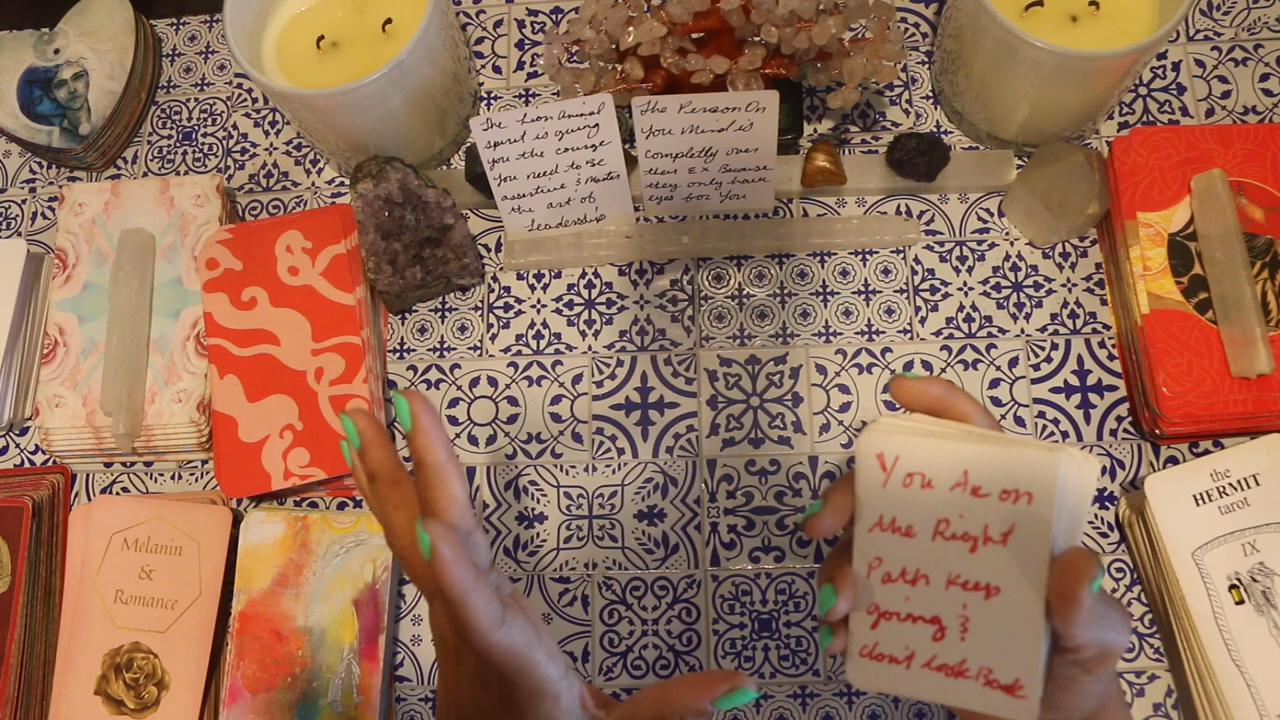 The Lion Animal
spirit is giving
you the courage
You need to Be
assertive & Master
the art of
Leadership
The Person On
You Mind is
completly over
their Ex Because
they only have
eyes for You
You Are on
the Right
Path Keep
going &
don't look Back
Melanin
&
Romance
the
HERMIT
tarot
IX